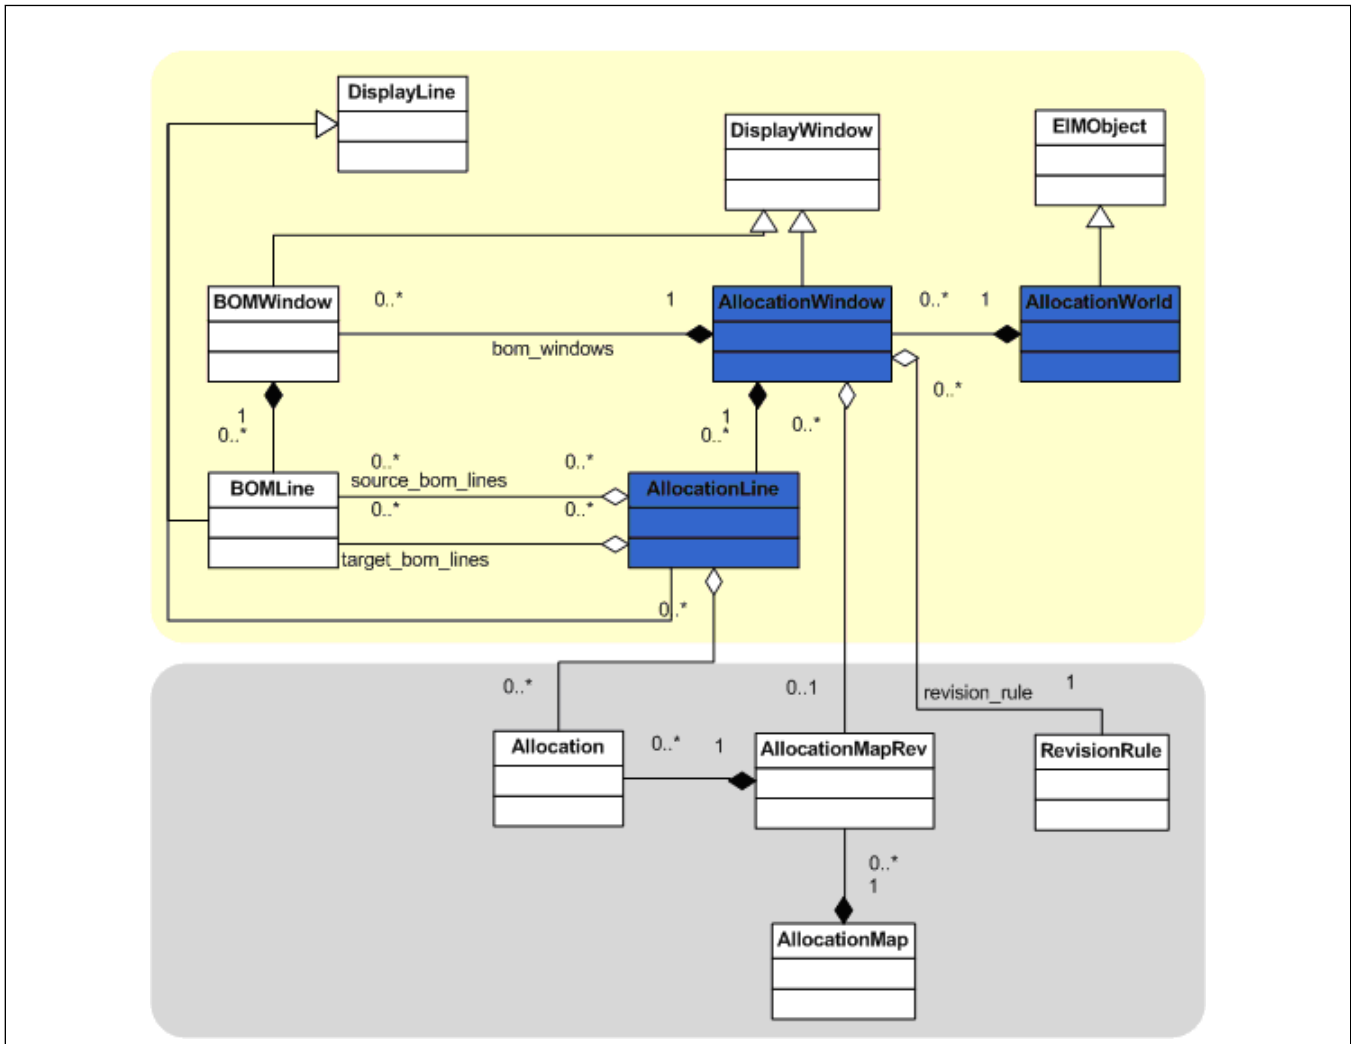 DisplayLine
DisplayWindow
EIMObject
BOMWindow
0..*
1
AllocationWindow
0..*
1
AllocationWorld
bom_windows
0..*
1
0..*
1
0..*
0..*
0..*
0..*
source_bom_lines
BOMLine
AllocationLine
0..*
0..*
target_bom_lines
0..*
0..*
0..1
revision_rule
1
Allocation
0..*
1
AllocationMapRev
RevisionRule
0..*
1
AllocationMap